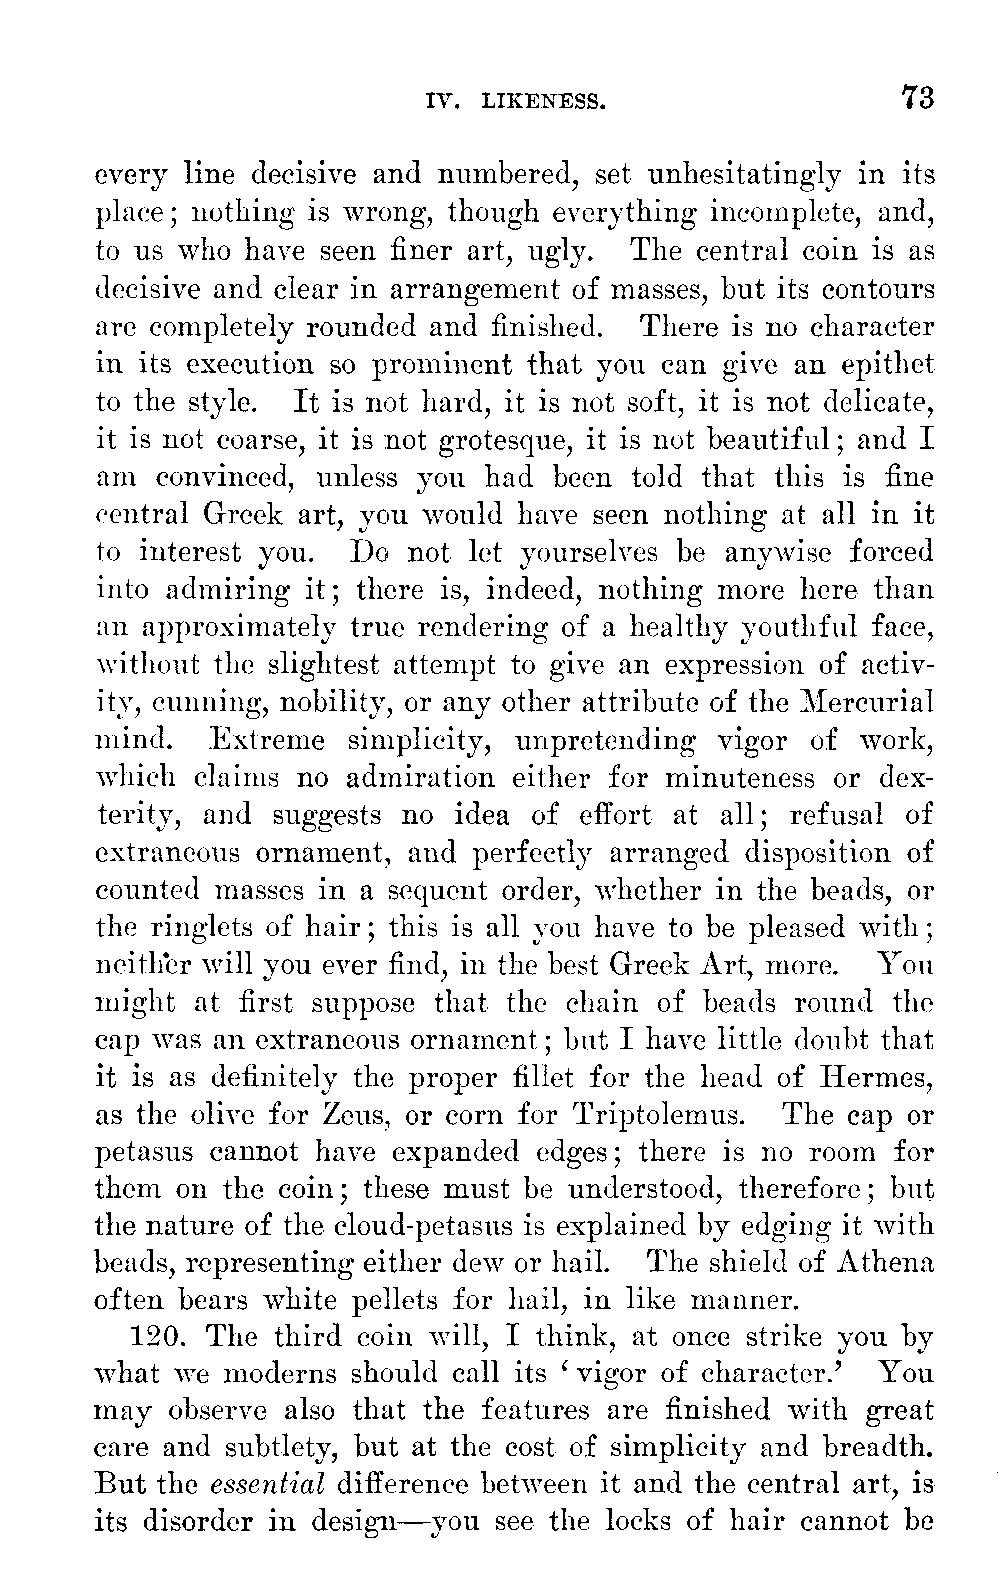 IV. LIKENESS. 73
every line decisive and numbered, set unhesitatingly in its
place; nothing is wrong, though everything incomplete, and,
to us who have seen finer art, ugly. The central coin is as
decisive and clear in arrangement of masses, but its contours
are completely rounded and finished. There is no character
in its execution so prominent that you can give an epithet
to the style. It is not hard, it is not soft, it is not delicate,
it is not coarse, it is not grotesque, it is not beautiful; and I
am convinced, unless you had been told that this is fine
central Greek art, you would have seen nothing at all in it
to interest you. Do not let yourselves be anywise forced
into admiring it; there is, indeed, nothing more here than
an approximately true rendering of a healthy youthful face,
without the slightest attempt to give an expression of activ-
ity, cunning, nobility, or any other attribute of the Mercurial
mind. Extreme simplicity, unpretending vigor of work,
which claims no admiration either for minuteness or dex-
terity, and suggests no idea of effort at all; refusal of
extraneous ornament, and perfectly arranged disposition of
counted masses in a sequent order, whether in the beads, or
the ringlets of hair; this is all you have to be pleased with;
neither will you ever find, in the best Greek Art, more. You
might at first suppose that the chain of beads round the
cap was an extraneous ornament; but I have little doubt that
it is as definitely the proper fillet for the head of Hermes,
as the olive for Zeus, or corn for Triptolemus. The cap or
petasus cannot have expanded edges; there is no room for
them on the coin; these must be understood, therefore; but
the nature of the cloud-petasus is explained by edging it with
beads, representing either dew or hail. The shield of Athena
often bears white pellets for hail, in like manner.
120. The third coin will, I think, at once strike you by
what we moderns should call its ‘vigor of character.’ You
may observe also that the features are finished with great
care and subtlety, but at the cost of simplicity and breadth.
But the essential difference between it and the central art, is
its disorder in design—you see the locks of hair cannot be